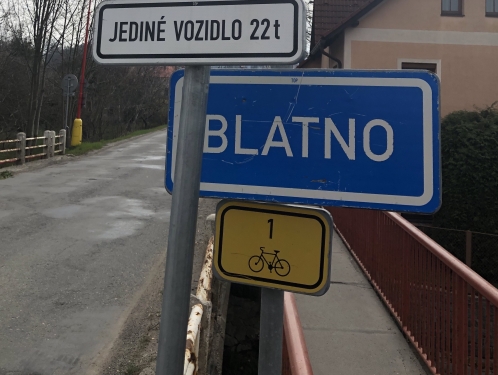 JEDINÉ VOZIDLO 22t
BLATNO
1